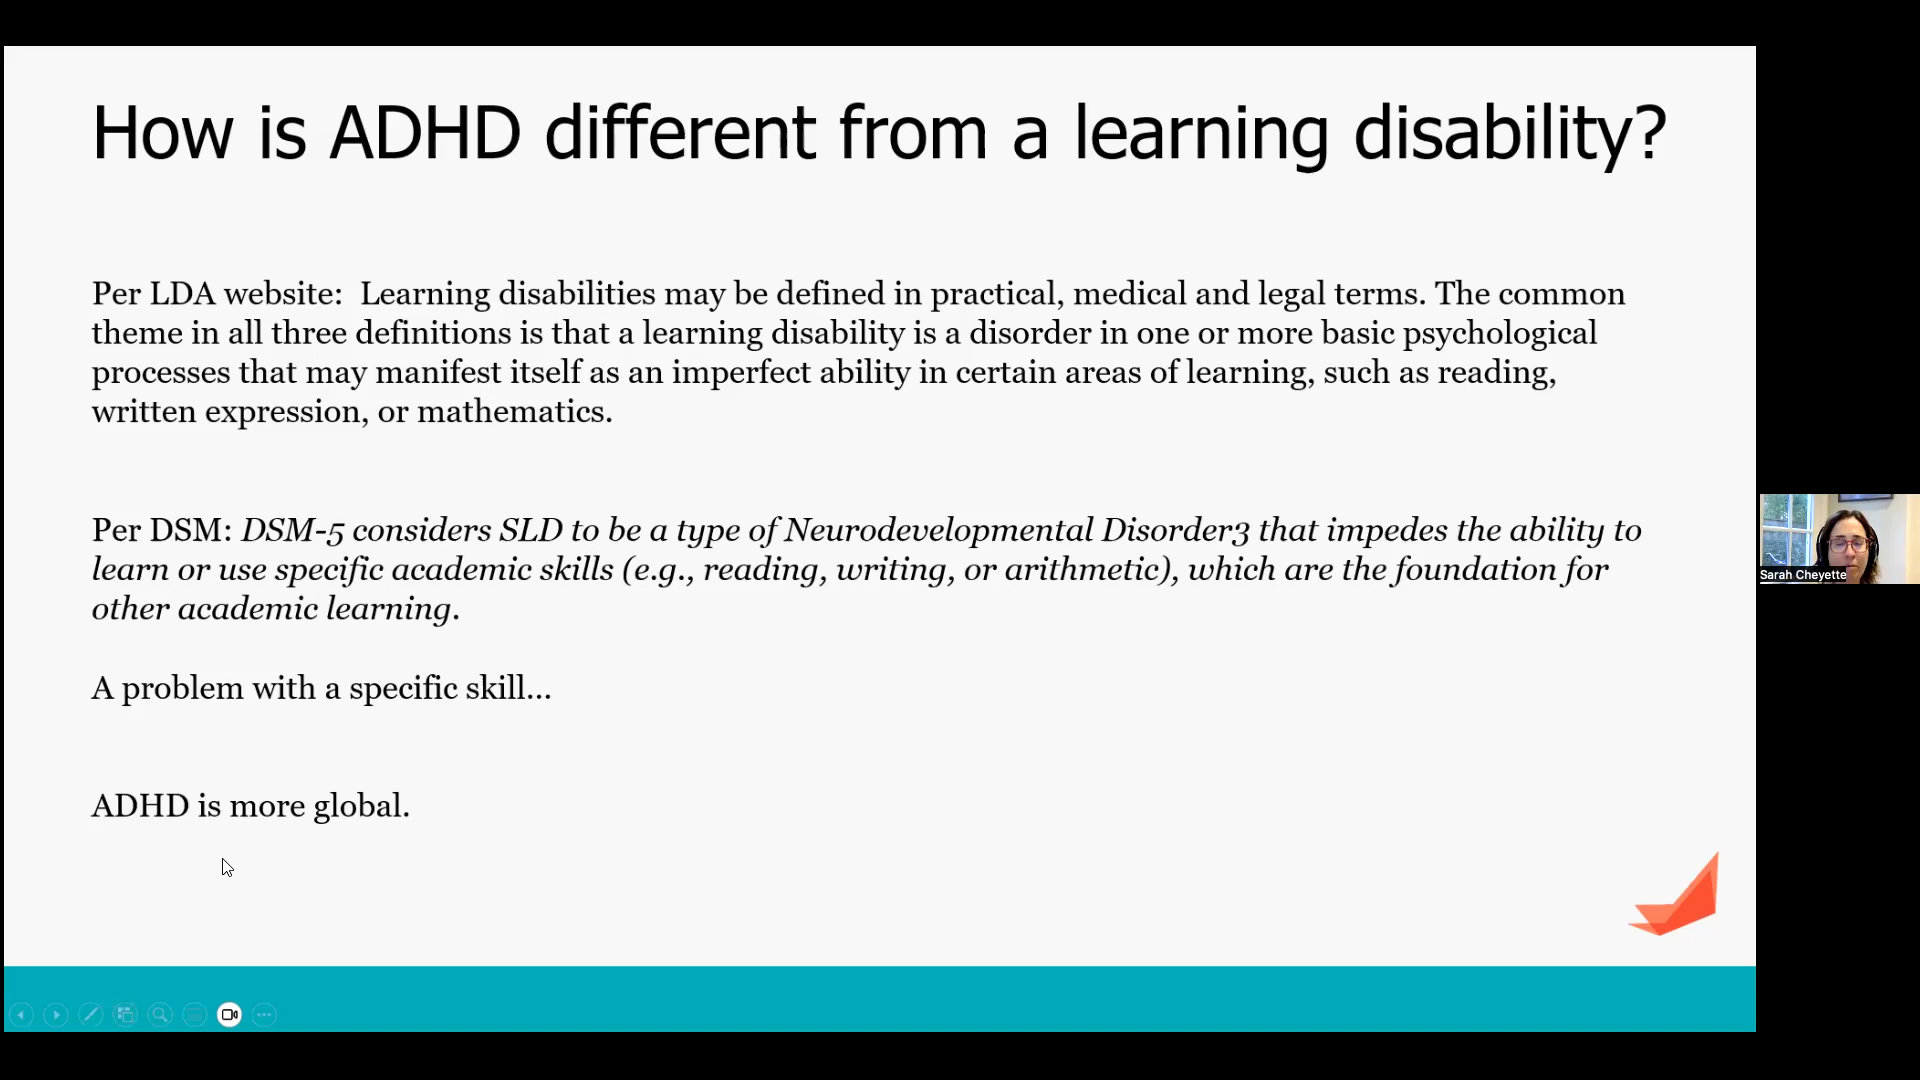 How is ADHD different from a learning disability?
Per LDA website:  Learning disabilities may be defined in practical, medical and legal terms. The common
theme in all three definitions is that a learning disability is a disorder in one or more basic psychological
processes that may manifest itself as an imperfect ability in certain areas of learning, such as reading,
written expression, or mathematics.
Per DSM: DSM-5 considers SLD to be a type of Neurodevelopmental Disorder3 that impedes the ability to
learn or use specific academic skills (e.g., reading, writing, or arithmetic), which are the foundation for
other academic learning.
A problem with a specific skill...
ADHD is more global.
Sarah Cheyette